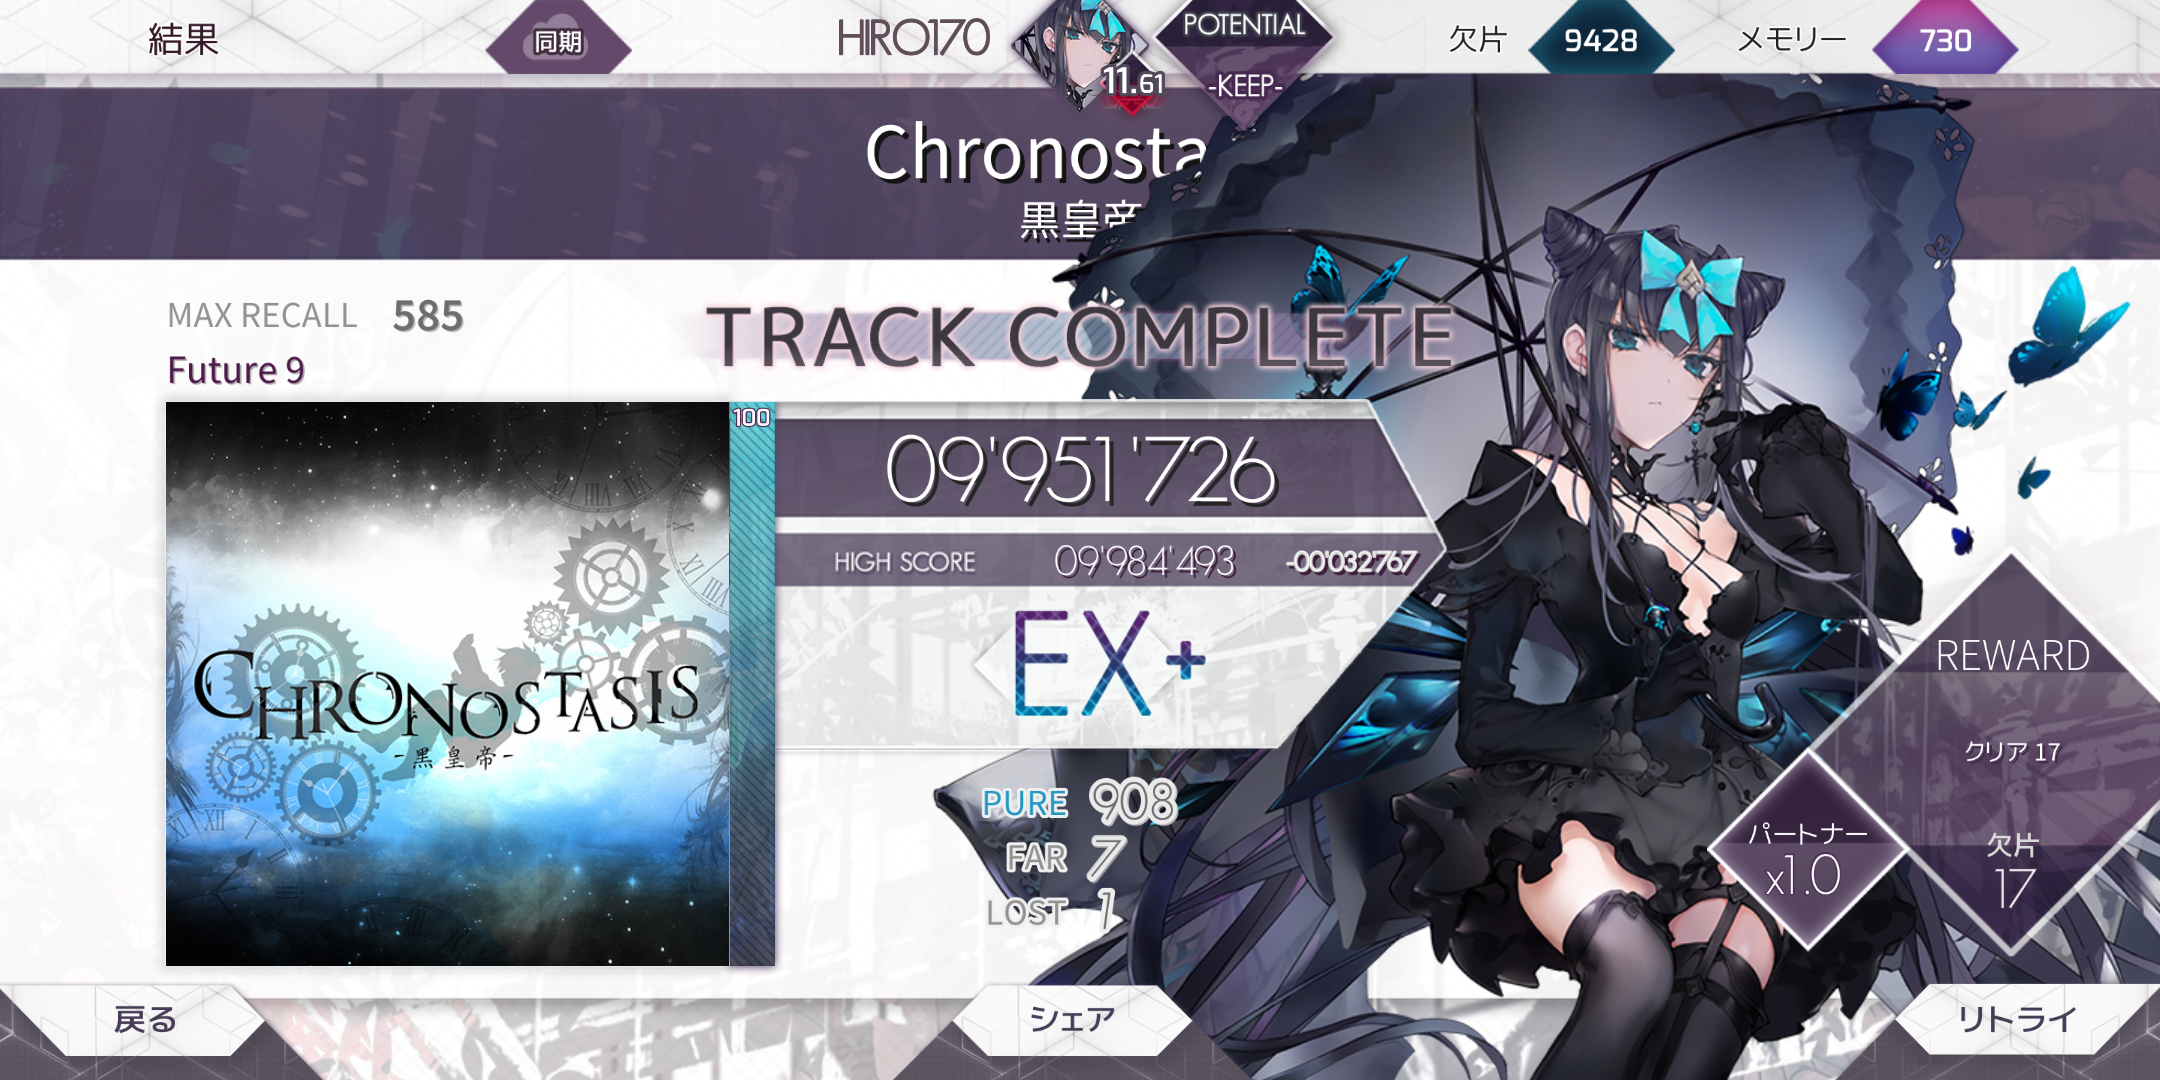 結果
同期
HIRO170
11.61
POTENTIAL
-KEEP-
欠片
9428
メモリー
730
Chronosta
黒皇帝
MAX RECALL 585
Future 9
TRACK COMPLETE
100
09'951'726
HIGH SCORE 09'984'493 -00'032'767
EX+
CHRONOSTASIS
-黒皇帝-
PURE 908
FAR 7
LOST 1
REWARD
クリア 17
欠片
17
パートナー
x1.0
戻る
シェア
リトライ